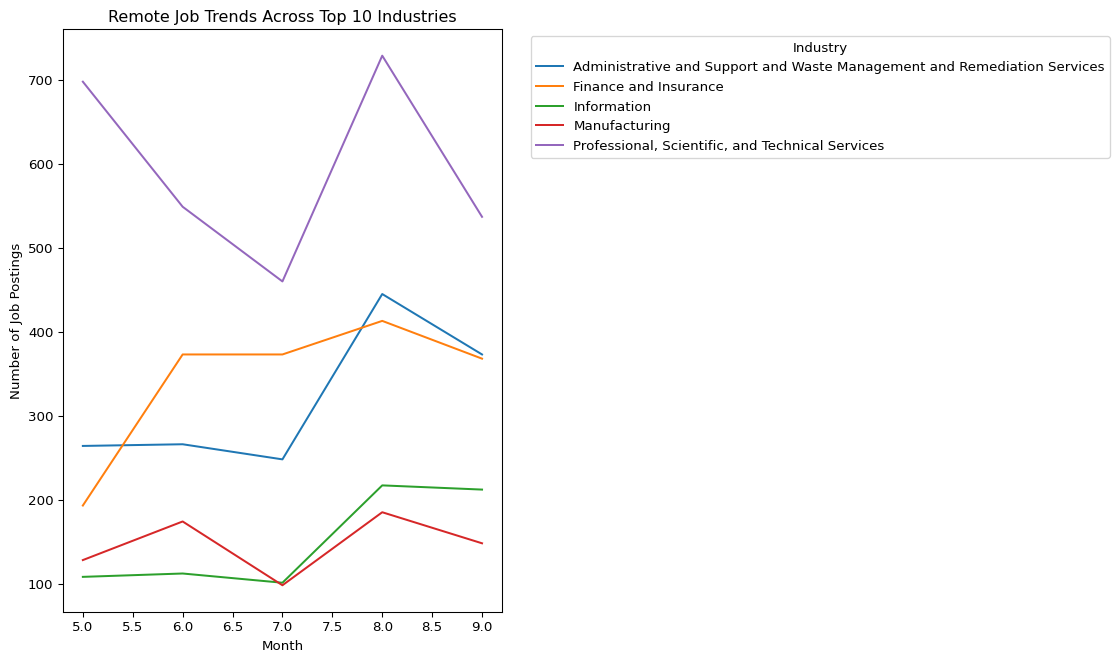 Remote Job Trends Across Top 10 Industries
Number of Job Postings
700
600
500
400
300
200
100
5.0 5.5 6.0 6.5 7.0 7.5 8.0 8.5 9.0
Month
Industry
Administrative and Support and Waste Management and Remediation Services
Finance and Insurance
Information
Manufacturing
Professional, Scientific, and Technical Services